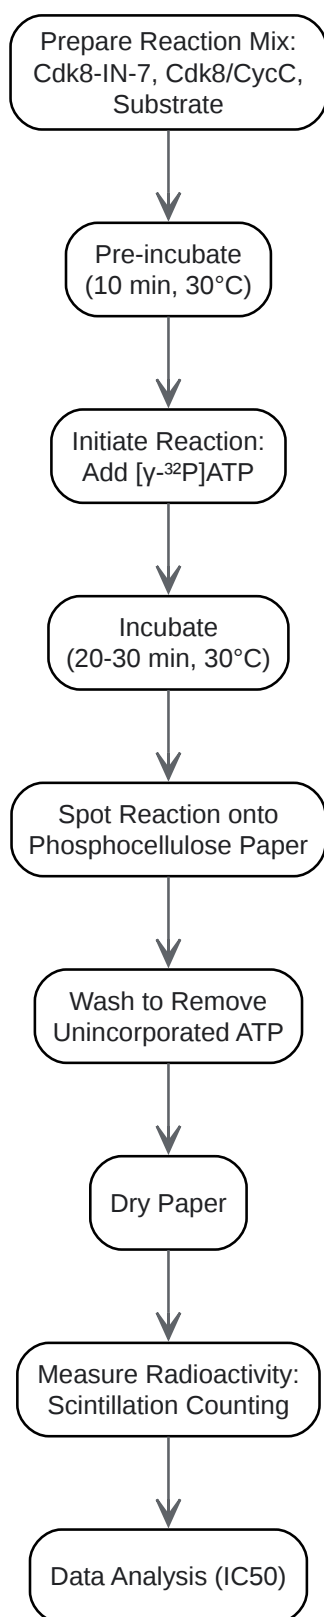 Prepare Reaction Mix:
Cdk8-IN-7, Cdk8/CycC,
Substrate
Pre-incubate
(10 min, 30°C)
Initiate Reaction:
Add [γ-³²P]ATP
Incubate
(20-30 min, 30°C)
Spot Reaction onto
Phosphocellulose Paper
Wash to Remove
Unincorporated ATP
Dry Paper
Measure Radioactivity:
Scintillation Counting
Data Analysis (IC50)